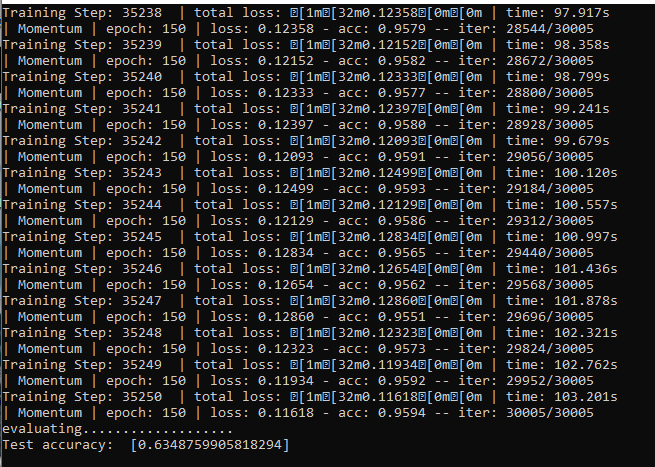 Training Step: 35238  | total loss: ␛[1m␛[32m0.12358␛[0m␛[0m | time: 97.917s
| Momentum | epoch: 150 | loss: 0.12358 - acc: 0.9579 -- iter: 28544/30005
Training Step: 35239  | total loss: ␛[1m␛[32m0.12152␛[0m␛[0m | time: 98.358s
| Momentum | epoch: 150 | loss: 0.12152 - acc: 0.9582 -- iter: 28672/30005
Training Step: 35240  | total loss: ␛[1m␛[32m0.12333␛[0m␛[0m | time: 98.799s
| Momentum | epoch: 150 | loss: 0.12333 - acc: 0.9577 -- iter: 28800/30005
Training Step: 35241  | total loss: ␛[1m␛[32m0.12397␛[0m␛[0m | time: 99.241s
| Momentum | epoch: 150 | loss: 0.12397 - acc: 0.9580 -- iter: 28928/30005
Training Step: 35242  | total loss: ␛[1m␛[32m0.12093␛[0m␛[0m | time: 99.679s
| Momentum | epoch: 150 | loss: 0.12093 - acc: 0.9591 -- iter: 29056/30005
Training Step: 35243  | total loss: ␛[1m␛[32m0.12499␛[0m␛[0m | time: 100.120s
| Momentum | epoch: 150 | loss: 0.12499 - acc: 0.9593 -- iter: 29184/30005
Training Step: 35244  | total loss: ␛[1m␛[32m0.12129␛[0m␛[0m | time: 100.557s
| Momentum | epoch: 150 | loss: 0.12129 - acc: 0.9586 -- iter: 29312/30005
Training Step: 35245  | total loss: ␛[1m␛[32m0.12834␛[0m␛[0m | time: 100.997s
| Momentum | epoch: 150 | loss: 0.12834 - acc: 0.9565 -- iter: 29440/30005
Training Step: 35246  | total loss: ␛[1m␛[32m0.12654␛[0m␛[0m | time: 101.436s
| Momentum | epoch: 150 | loss: 0.12654 - acc: 0.9562 -- iter: 29568/30005
Training Step: 35247  | total loss: ␛[1m␛[32m0.12860␛[0m␛[0m | time: 101.878s
| Momentum | epoch: 150 | loss: 0.12860 - acc: 0.9551 -- iter: 29696/30005
Training Step: 35248  | total loss: ␛[1m␛[32m0.12323␛[0m␛[0m | time: 102.321s
| Momentum | epoch: 150 | loss: 0.12323 - acc: 0.9573 -- iter: 29824/30005
Training Step: 35249  | total loss: ␛[1m␛[32m0.11934␛[0m␛[0m | time: 102.762s
| Momentum | epoch: 150 | loss: 0.11934 - acc: 0.9592 -- iter: 29952/30005
Training Step: 35250  | total loss: ␛[1m␛[32m0.11618␛[0m␛[0m | time: 103.201s
| Momentum | epoch: 150 | loss: 0.11618 - acc: 0.9594 -- iter: 30005/30005
evaluating...................
Test accuracy:  [0.6348759905818294]